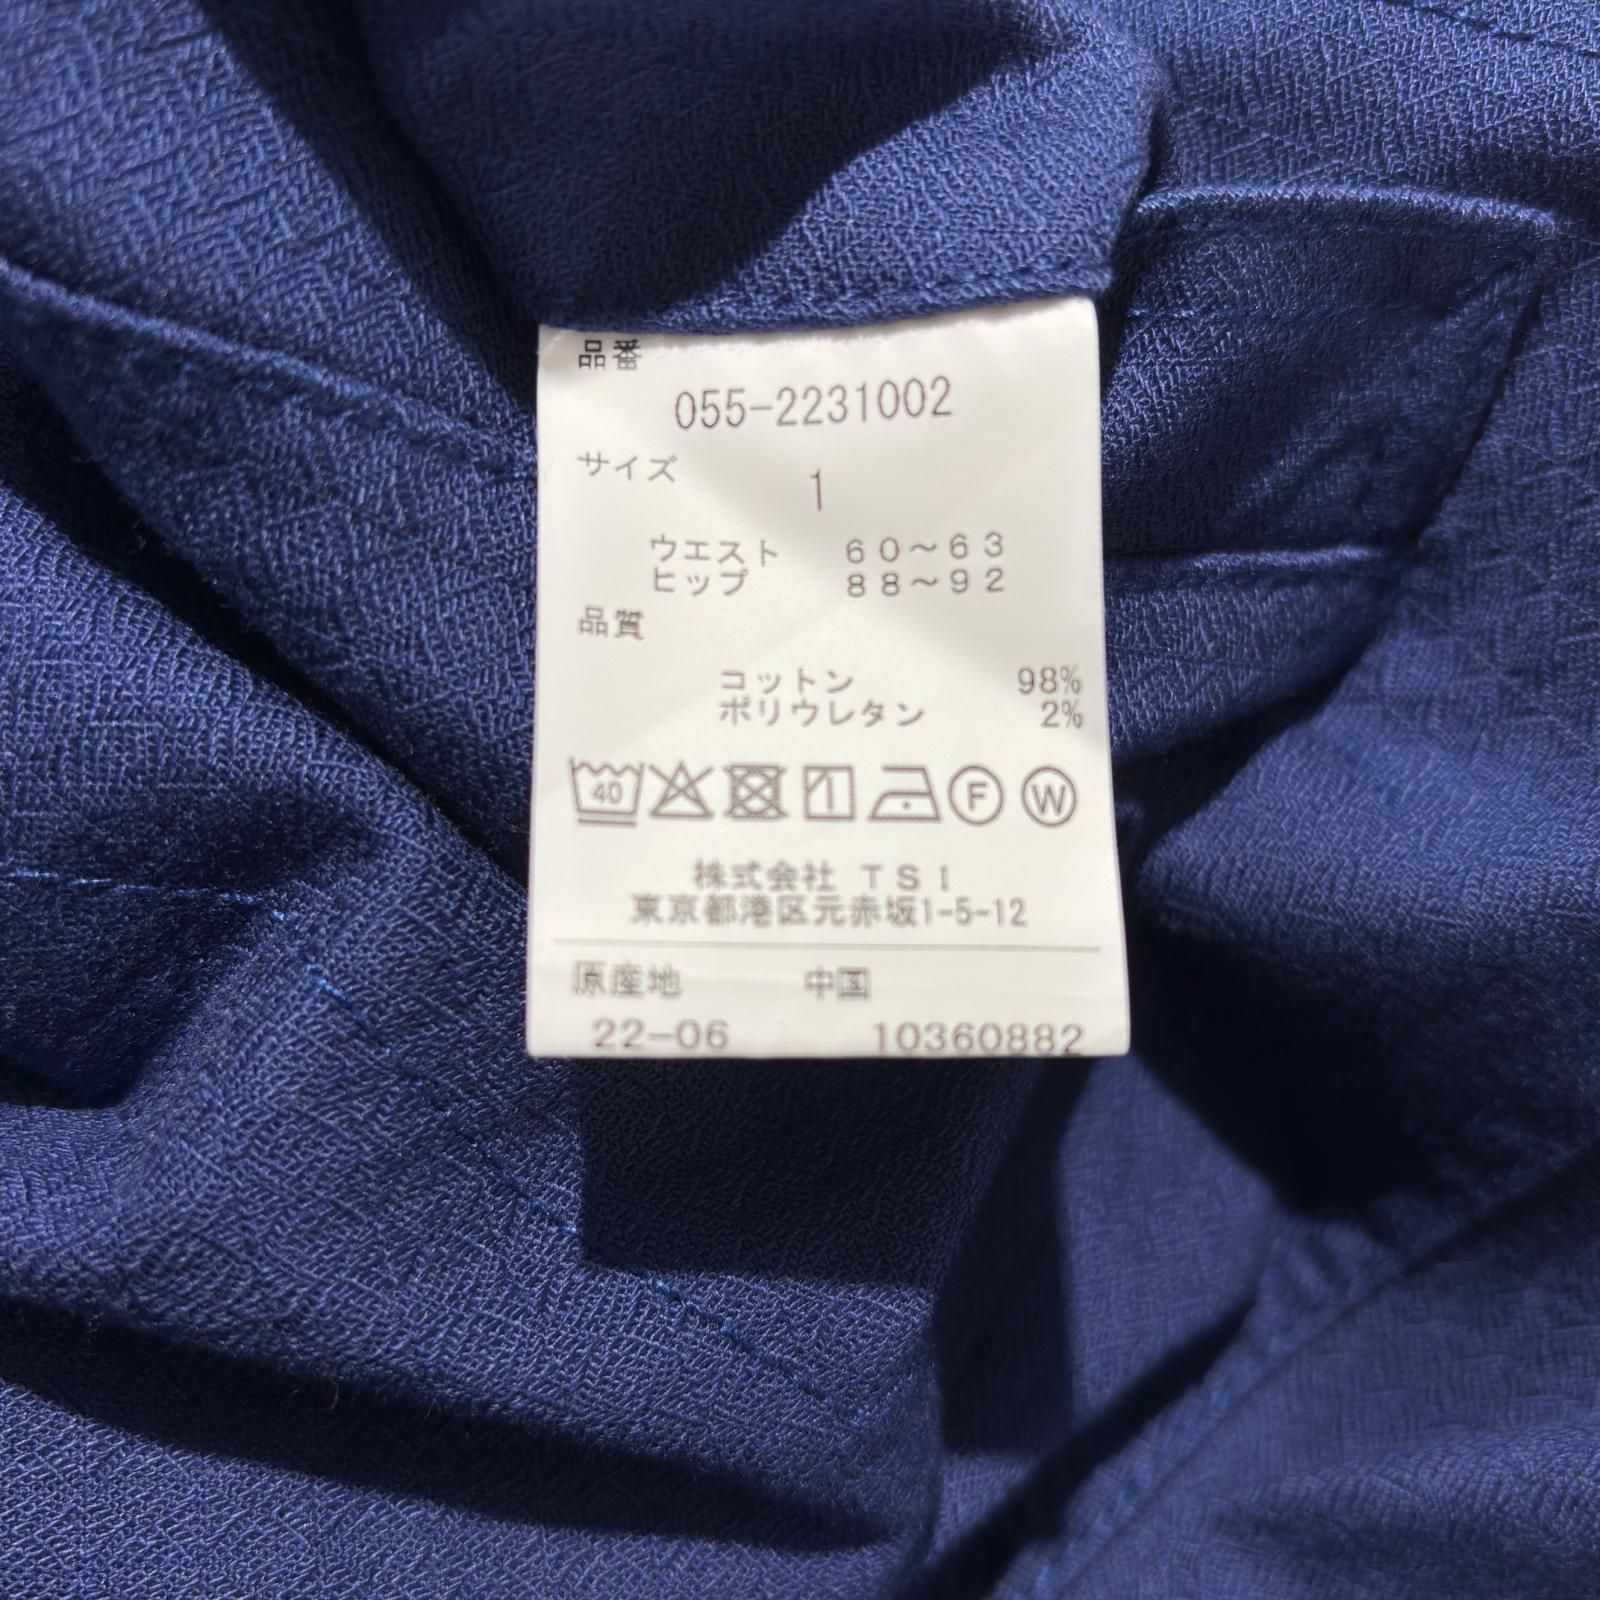 品番
055-2231002
サイズ 1
ウエスト 60～63
ヒップ 88～92
品質
コットン 98%
ポリウレタン 2%
40 F W
株式会社 TSI
東京都港区元赤坂1-5-12
原産地 中国
22-06 10360882